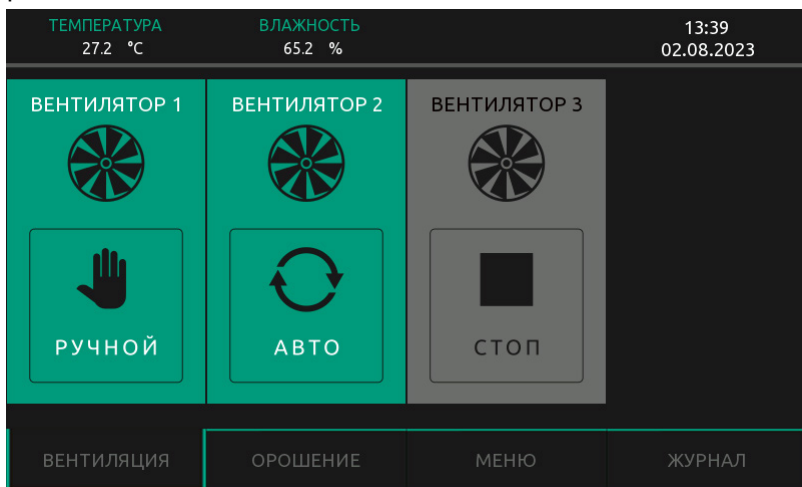 ТЕМПЕРАТУРА ВЛАЖНОСТЬ 13:39
27.2 °C 65.2 % 02.08.2023
ВЕНТИЛЯТОР 1 ВЕНТИЛЯТОР 2 ВЕНТИЛЯТОР 3
РУЧНОЙ АВТО СТОП
ВЕНТИЛЯЦИЯ ОРОШЕНИЕ МЕНЮ ЖУРНАЛ